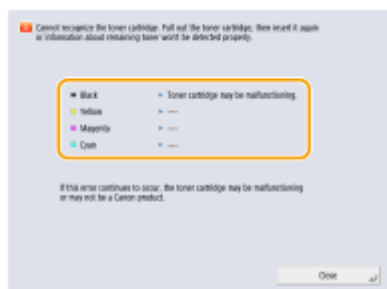 Cannot recognize the toner cartridge. Pull out the toner cartridge, then insert it again
or information about remaining toner won't be detected properly.
Black ► Toner cartridge may be malfunctioning.
Yellow ► ----
Magenta ► ----
Cyan ► ----
If this error continues to occur, the toner cartridge may be malfunctioning
or may not be a Canon product.
Close